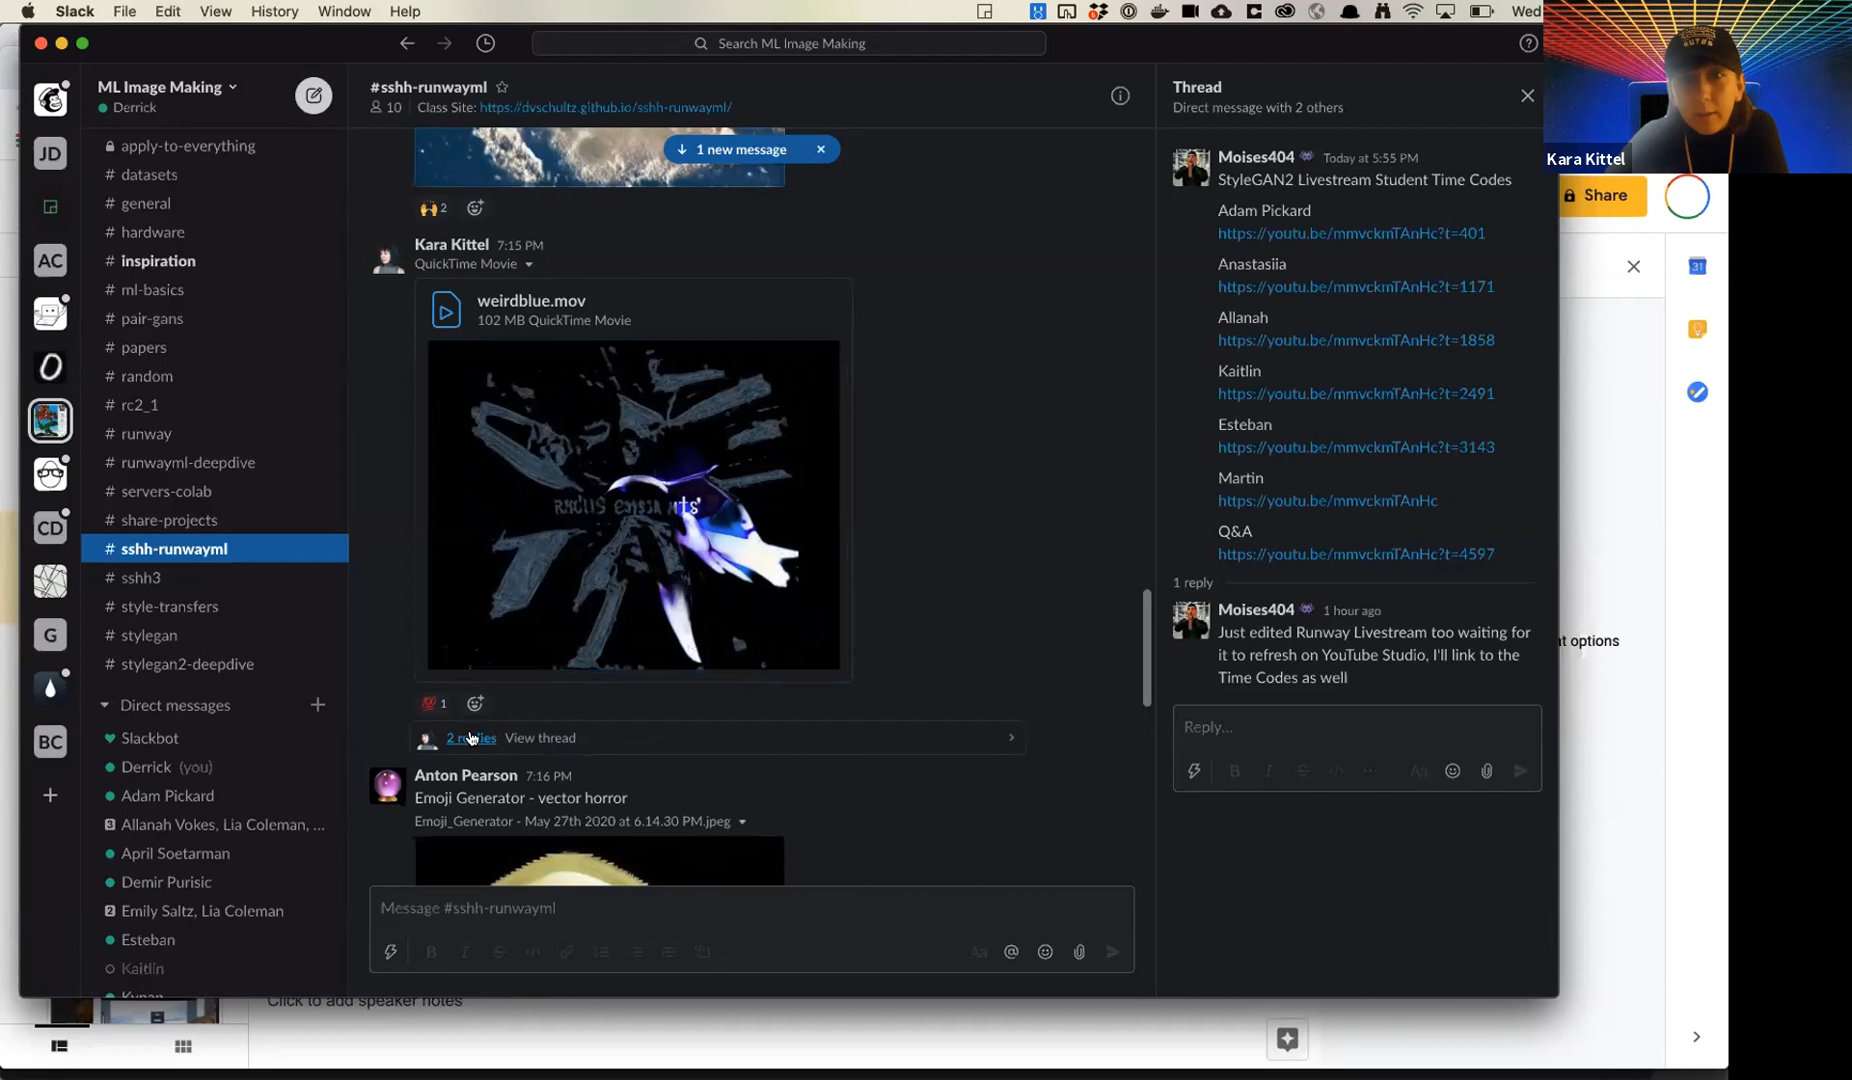 Slack File Edit View History Window Help
Wed
Search ML Image Making
ML Image Making
Derrick
JD
AC
CD
G
BC
apply-to-everything
# datasets
# general
# hardware
# inspiration
# ml-basics
# pair-gans
# papers
# random
# rc2_1
# runway
# runwayml-deepdive
# servers-colab
# share-projects
# sshh-runwayml
# sshh3
# style-transfers
# stylegan
# stylegan2-deepdive
Direct messages
Slackbot
Derrick (you)
Adam Pickard
3 Allanah Vokes, Lia Coleman, ...
April Soetarman
Demir Purisic
2 Emily Saltz, Lia Coleman
Esteban
Kaitlin
Kynan
#sshh-runwayml
10 Class Site: https://dvschultz.github.io/sshh-runwayml/
1 new message
2
Kara Kittel 7:15 PM
QuickTime Movie
weirdblue.mov
102 MB QuickTime Movie
100 1
2 replies View thread
Anton Pearson 7:16 PM
Emoji Generator - vector horror
Emoji_Generator - May 27th 2020 at 6.14.30 PM.jpeg
Message #sshh-runwayml
Aa
Thread
Direct message with 2 others
Moises404 Today at 5:55 PM
StyleGAN2 Livestream Student Time Codes
Adam Pickard
https://youtu.be/mmvckmTAnHc?t=401
Anastasiia
https://youtu.be/mmvckmTAnHc?t=1171
Allanah
https://youtu.be/mmvckmTAnHc?t=1858
Kaitlin
https://youtu.be/mmvckmTAnHc?t=2491
Esteban
https://youtu.be/mmvckmTAnHc?t=3143
Martin
https://youtu.be/mmvckmTAnHc
Q&A
https://youtu.be/mmvckmTAnHc?t=4597
1 reply
Moises404 1 hour ago
Just edited Runway Livestream too waiting for
it to refresh on YouTube Studio, I'll link to the
Time Codes as well
Reply...
Aa
Kara Kittel
Share
31
options
Click to add speaker notes